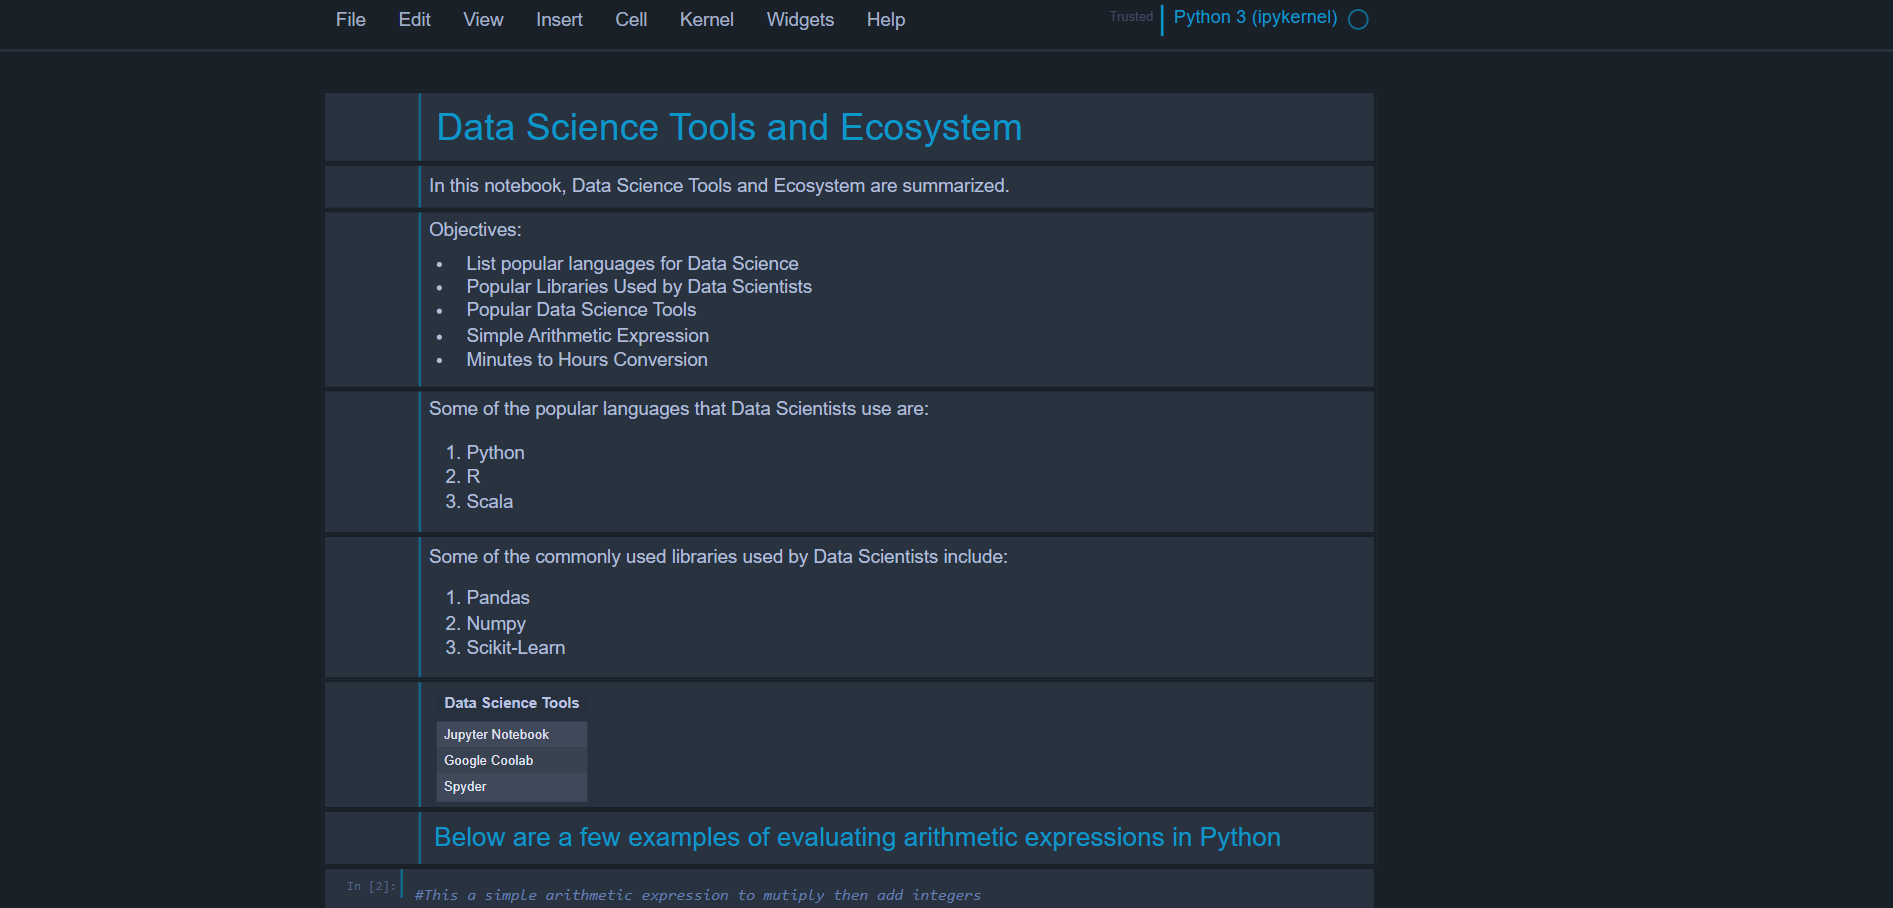 File Edit View Insert Cell Kernel Widgets Help Trusted Python 3 (ipykernel)
Data Science Tools and Ecosystem
In this notebook, Data Science Tools and Ecosystem are summarized.
Objectives:
• List popular languages for Data Science
• Popular Libraries Used by Data Scientists
• Popular Data Science Tools
• Simple Arithmetic Expression
• Minutes to Hours Conversion
Some of the popular languages that Data Scientists use are:
1. Python
2. R
3. Scala
Some of the commonly used libraries used by Data Scientists include:
1. Pandas
2. Numpy
3. Scikit-Learn
Data Science Tools
Jupyter Notebook
Google Coolab
Spyder
Below are a few examples of evaluating arithmetic expressions in Python
In [2]:
#This a simple arithmetic expression to mutiply then add integers